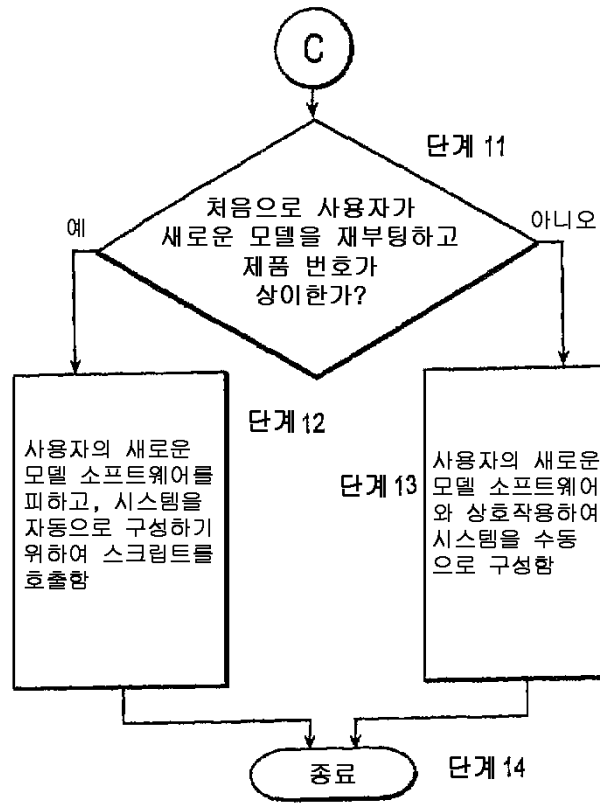 C
단계 11
처음으로 사용자가
새로운 모델을 재부팅하고
제품 번호가
상이한가?
예
아니오
단계 12
사용자의 새로운
모델 소프트웨어를
피하고, 시스템을
자동으로 구성하기
위하여 스크립트를
호출함
단계 13
사용자의 새로운
모델 소프트웨어
와 상호작용하여
시스템을 수동
으로 구성함
종료
단계 14